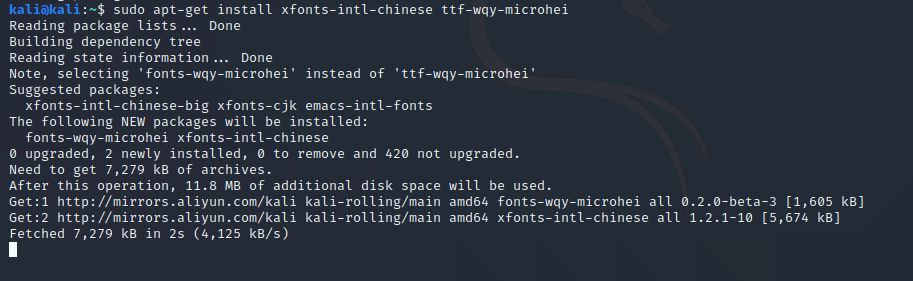 kali@kali:~$ sudo apt-get install xfonts-intl-chinese ttf-wqy-microhei
Reading package lists... Done
Building dependency tree
Reading state information... Done
Note, selecting 'fonts-wqy-microhei' instead of 'ttf-wqy-microhei'
Suggested packages:
  xfonts-intl-chinese-big xfonts-cjk emacs-intl-fonts
The following NEW packages will be installed:
  fonts-wqy-microhei xfonts-intl-chinese
0 upgraded, 2 newly installed, 0 to remove and 420 not upgraded.
Need to get 7,279 kB of archives.
After this operation, 11.8 MB of additional disk space will be used.
Get:1 http://mirrors.aliyun.com/kali kali-rolling/main amd64 fonts-wqy-microhei all 0.2.0-beta-3 [1,605 kB]
Get:2 http://mirrors.aliyun.com/kali kali-rolling/main amd64 xfonts-intl-chinese all 1.2.1-10 [5,674 kB]
Fetched 7,279 kB in 2s (4,125 kB/s)